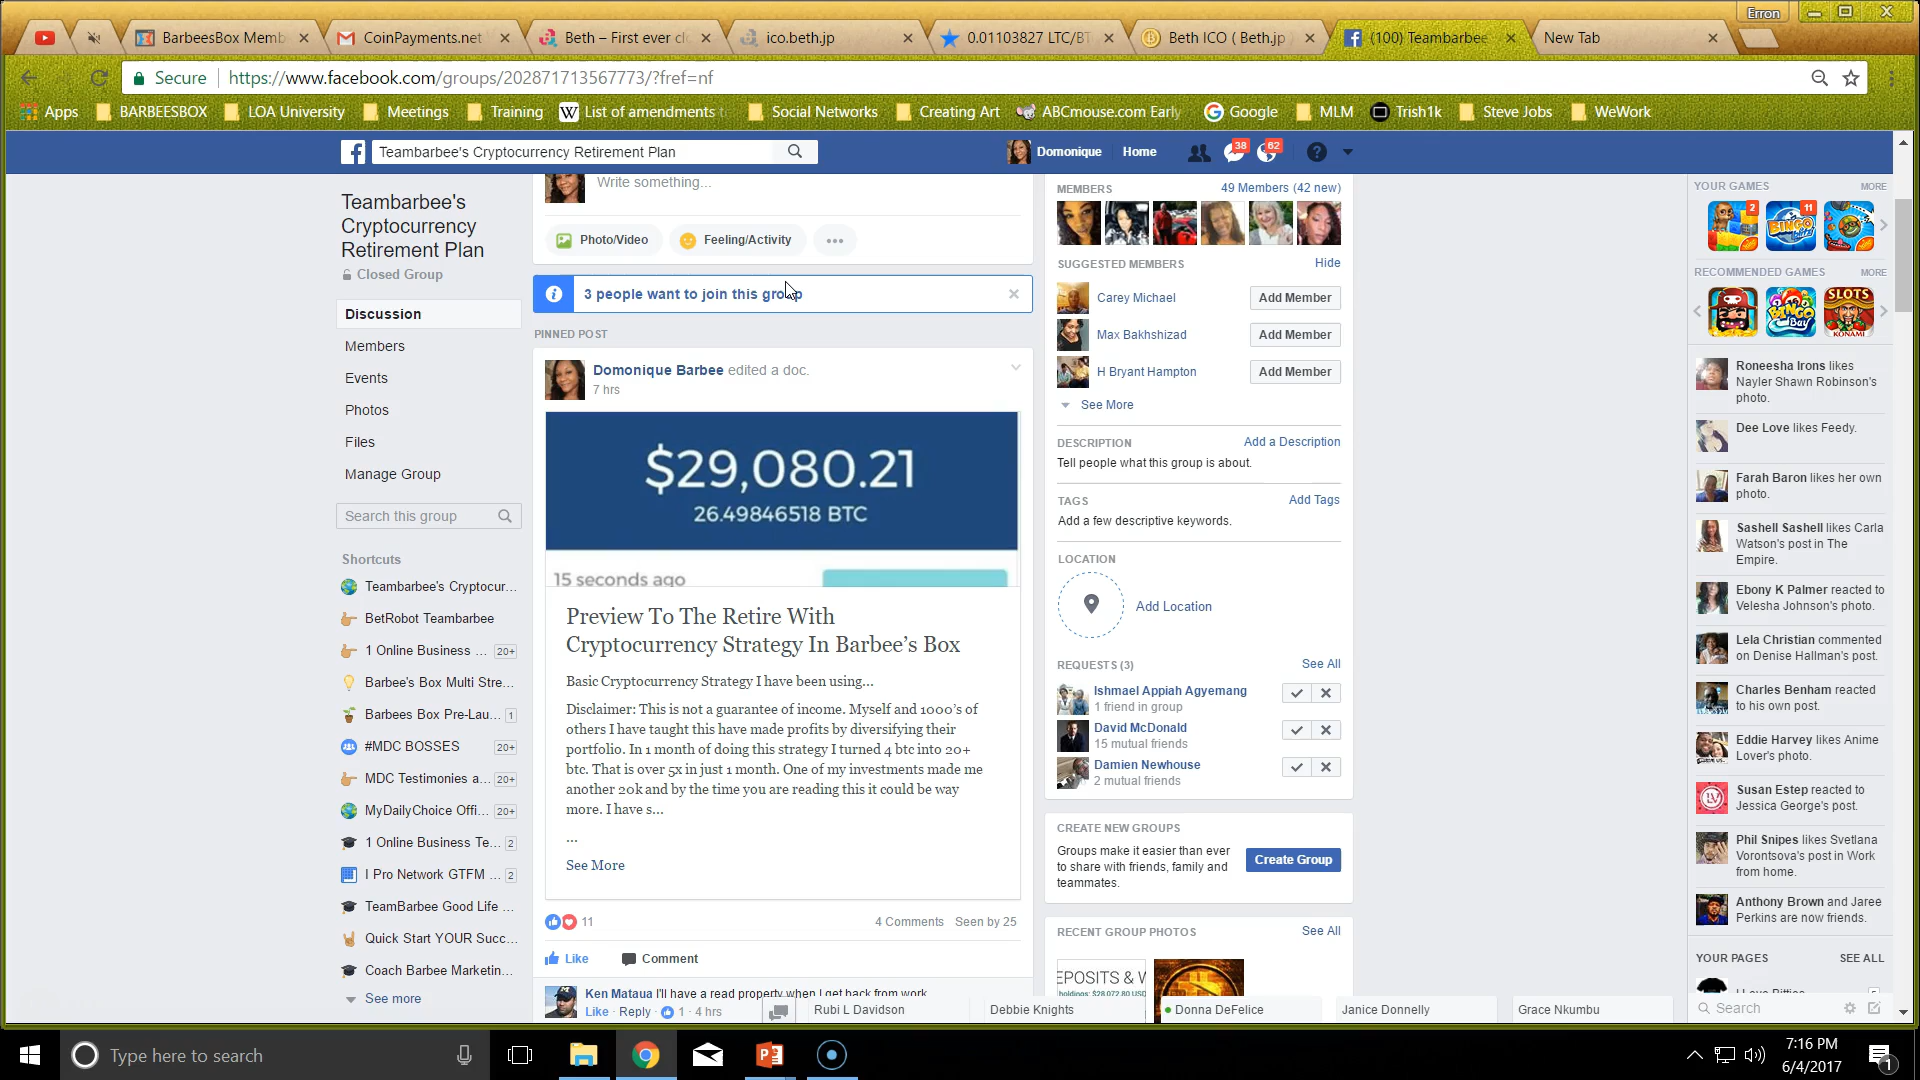 Erron
BarbeesBox Memb
CoinPayments.net
Beth – First ever cl
ico.beth.jp
0.01103827 LTC/BT
Beth ICO ( Beth.jp
(100) Teambarbee
New Tab
Secure
https://www.facebook.com/groups/202871713567773/?fref=nf
Apps
BARBEESBOX
LOA University
Meetings
Training
W List of amendments t
Social Networks
Creating Art
ABCmouse.com Early
Google
MLM
Trish1k
Steve Jobs
WeWork
Teambarbee's Cryptocurrency Retirement Plan
Domonique
Home
38
62
Teambarbee's
Cryptocurrency
Retirement Plan
Closed Group
Discussion
Members
Events
Photos
Files
Manage Group
Search this group
Shortcuts
Teambarbee's Cryptocur...
BetRobot Teambarbee
1 Online Business ... 20+
Barbee's Box Multi Stre...
Barbees Box Pre-Lau... 1
#MDC BOSSES 20+
MDC Testimonies a... 20+
MyDailyChoice Offi... 20+
1 Online Business Te... 2
I Pro Network GTFM ... 2
TeamBarbee Good Life ...
Quick Start YOUR Succ...
Coach Barbee Marketin...
See more
Write something...
Photo/Video
Feeling/Activity
3 people want to join this group
PINNED POST
Domonique Barbee edited a doc.
7 hrs
$29,080.21
26.49846518 BTC
15 seconds ago
Preview To The Retire With
Cryptocurrency Strategy In Barbee’s Box
Basic Cryptocurrency Strategy I have been using...
Disclaimer: This is not a guarantee of income. Myself and 1000’s of
others I have taught this have made profits by diversifying their
portfolio. In 1 month of doing this strategy I turned 4 btc into 20+
btc. That is over 5x in just 1 month. One of my investments made me
another 20k and by the time you are reading this it could be way
more. I have s...
...
See More
11
4 Comments Seen by 25
Like
Comment
Ken Mataua I'll have a read property when I get back from work
Like · Reply · 1 · 4 hrs
MEMBERS
49 Members (42 new)
SUGGESTED MEMBERS
Hide
Carey Michael
Add Member
Max Bakhshizad
Add Member
H Bryant Hampton
Add Member
See More
DESCRIPTION
Add a Description
Tell people what this group is about.
TAGS
Add Tags
Add a few descriptive keywords.
LOCATION
Add Location
REQUESTS (3)
See All
Ishmael Appiah Agyemang
1 friend in group
David McDonald
15 mutual friends
Damien Newhouse
2 mutual friends
CREATE NEW GROUPS
Groups make it easier than ever
to share with friends, family and
teammates.
Create Group
RECENT GROUP PHOTOS
See All
EPOSITS & W
holdings: $28,072.80 USD
YOUR GAMES
MORE
2
11
BINGO
RECOMMENDED GAMES
MORE
BINGO
Bay
SLOTS
KONAMI
Roneesha Irons likes
Nayler Shawn Robinson's
photo.
Dee Love likes Feedy.
Farah Baron likes her own
photo.
Sashell Sashell likes Carla
Watson's post in The
Empire.
Ebony K Palmer reacted to
Velesha Johnson's photo.
Lela Christian commented
on Denise Hallman's post.
Charles Benham reacted
to his own post.
Eddie Harvey likes Anime
Lover's photo.
Susan Estep reacted to
Jessica George's post.
Phil Snipes likes Svetlana
Vorontsova's post in Work
from home.
Anthony Brown and Jaree
Perkins are now friends.
YOUR PAGES
SEE ALL
Search
Rubi L Davidson
Debbie Knights
Donna DeFelice
Janice Donnelly
Grace Nkumbu
Type here to search
7:16 PM
6/4/2017
1